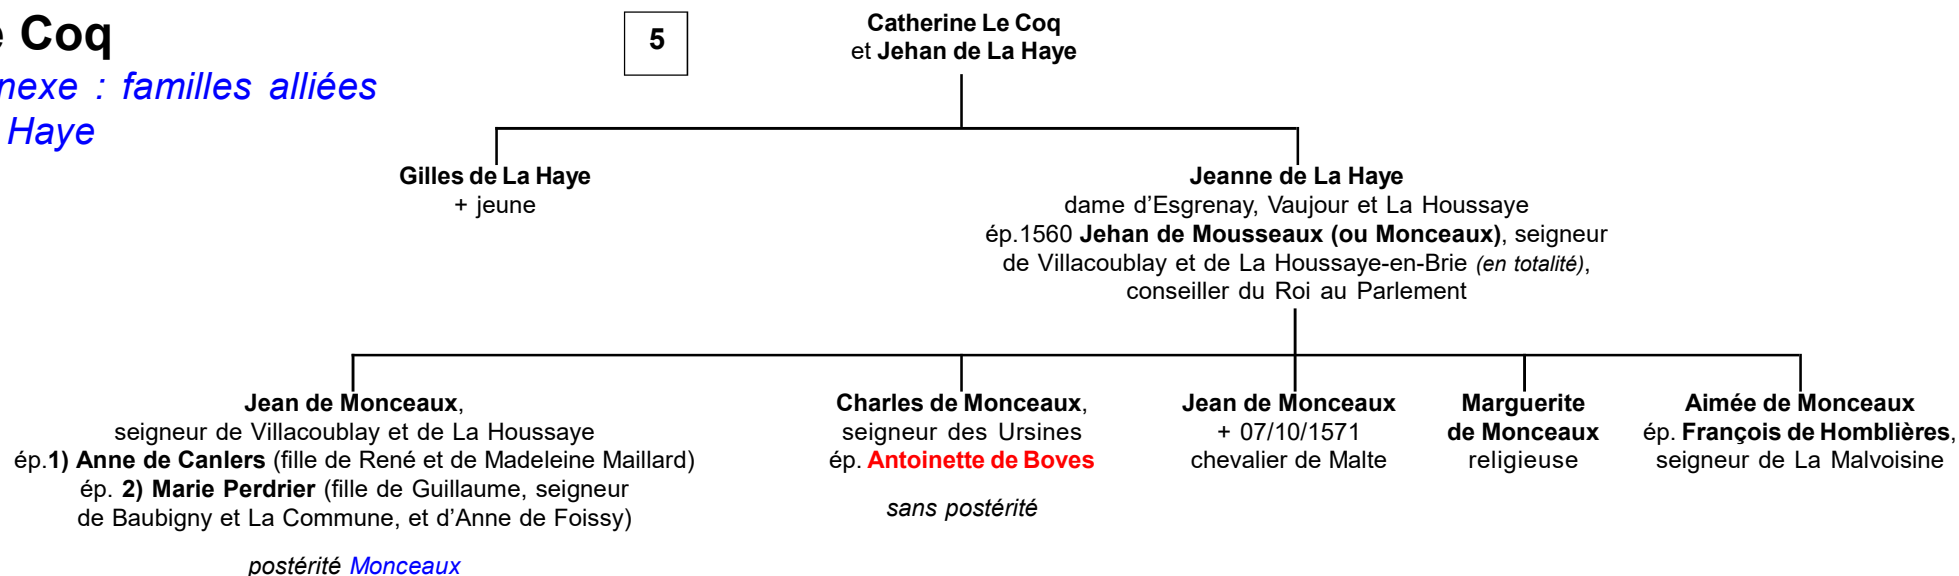 e Coq
nexe : familles alliées
Haye
5
Catherine Le Coq
et Jehan de La Haye
Gilles de La Haye
+ jeune
Jeanne de La Haye
dame d’Esgrenay, Vaujour et La Houssaye
ép.1560 Jehan de Mousseaux (ou Monceaux), seigneur
de Villacoublay et de La Houssaye-en-Brie (en totalité),
conseiller du Roi au Parlement
Jean de Monceaux,
seigneur de Villacoublay et de La Houssaye
ép.1) Anne de Canlers (fille de René et de Madeleine Maillard)
ép. 2) Marie Perdrier (fille de Guillaume, seigneur
de Baubigny et La Commune, et d’Anne de Foissy)
postérité Monceaux
Charles de Monceaux,
seigneur des Ursines
ép. Antoinette de Boves
sans postérité
Jean de Monceaux
+ 07/10/1571
chevalier de Malte
Marguerite
de Monceaux
religieuse
Aimée de Monceaux
ép. François de Homblières,
seigneur de La Malvoisine